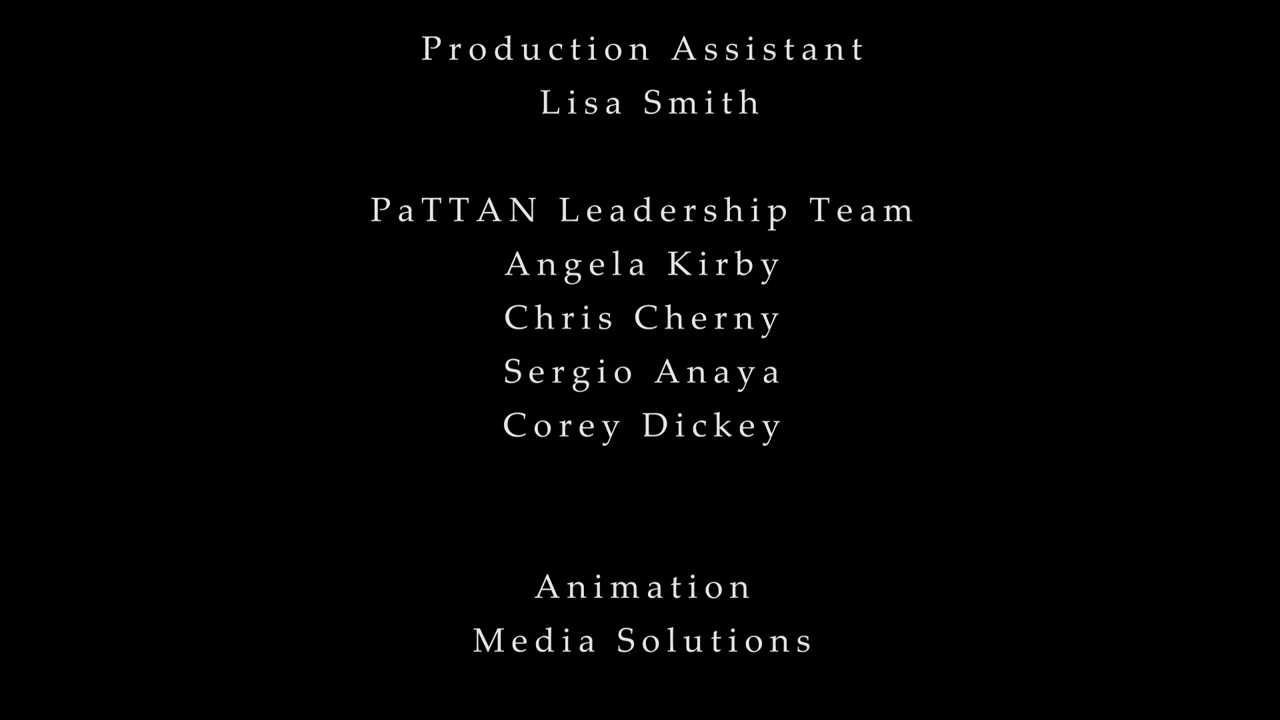 Production Assistant
Lisa Smith
PaTTAN Leadership Team
Angela Kirby
Chris Cherny
Sergio Anaya
Corey Dickey
Animation
Media Solutions